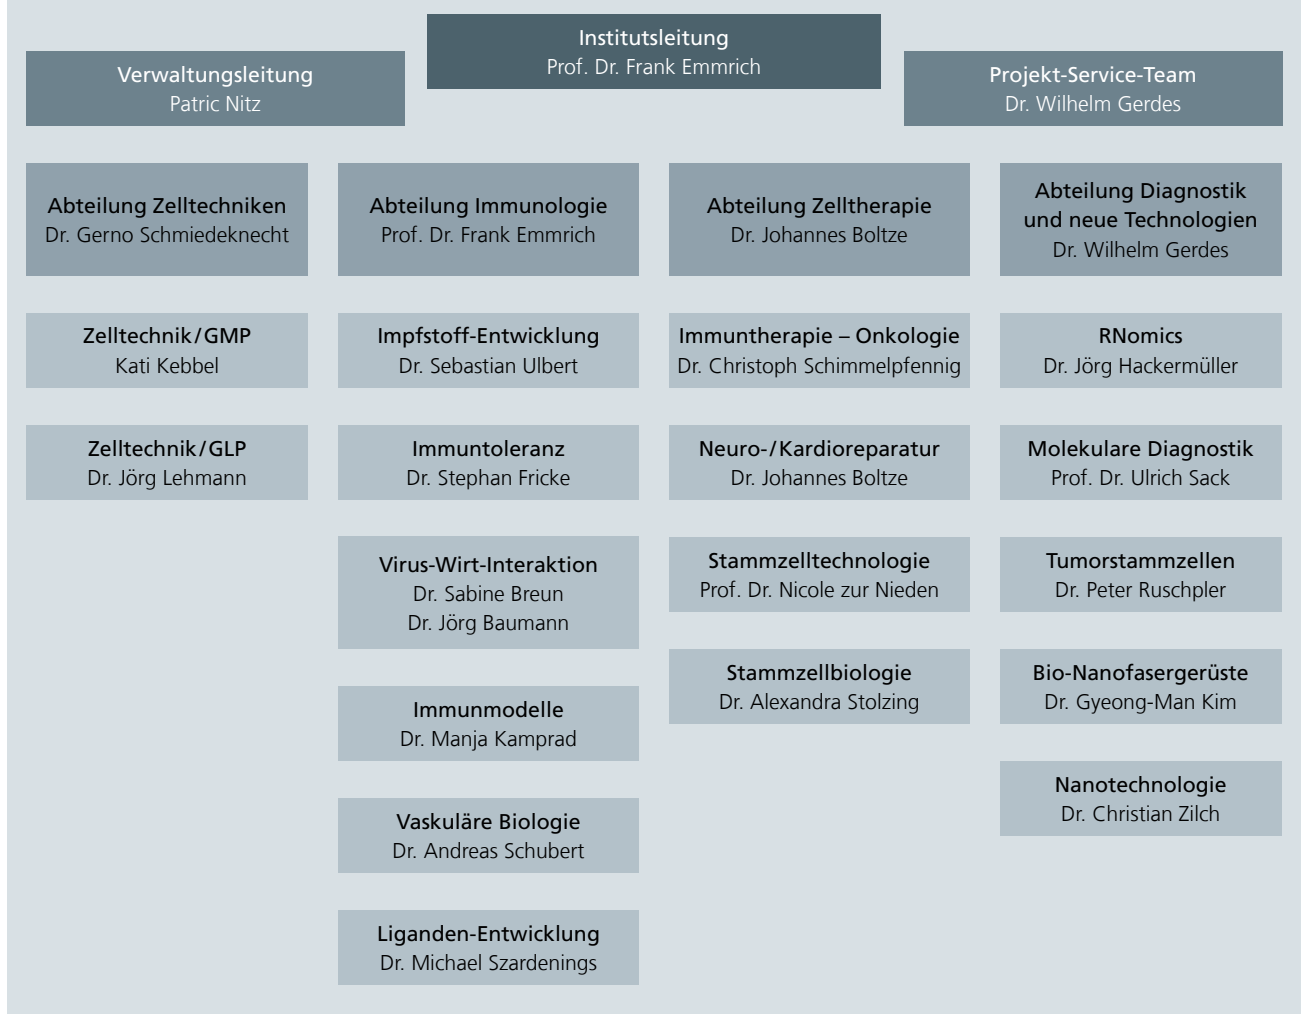 Institutsleitung
Prof. Dr. Frank Emmrich
Verwaltungsleitung
Patric Nitz
Projekt-Service-Team
Dr. Wilhelm Gerdes
Abteilung Zelltechniken
Dr. Gerno Schmiedeknecht
Zelltechnik/GMP
Kati Kebbel
Zelltechnik/GLP
Dr. Jörg Lehmann
Abteilung Immunologie
Prof. Dr. Frank Emmrich
Impfstoff-Entwicklung
Dr. Sebastian Ulbert
Immuntoleranz
Dr. Stephan Fricke
Virus-Wirt-Interaktion
Dr. Sabine Breun
Dr. Jörg Baumann
Immunmodelle
Dr. Manja Kamprad
Vaskuläre Biologie
Dr. Andreas Schubert
Liganden-Entwicklung
Dr. Michael Szardenings
Abteilung Zelltherapie
Dr. Johannes Boltze
Immuntherapie – Onkologie
Dr. Christoph Schimmelpfennig
Neuro-/Kardioreparatur
Dr. Johannes Boltze
Stammzelltechnologie
Prof. Dr. Nicole zur Nieden
Stammzellbiologie
Dr. Alexandra Stolzing
Abteilung Diagnostik
und neue Technologien
Dr. Wilhelm Gerdes
RNomics
Dr. Jörg Hackermüller
Molekulare Diagnostik
Prof. Dr. Ulrich Sack
Tumorstammzellen
Dr. Peter Ruschpler
Bio-Nanofasergerüste
Dr. Gyeong-Man Kim
Nanotechnologie
Dr. Christian Zilch